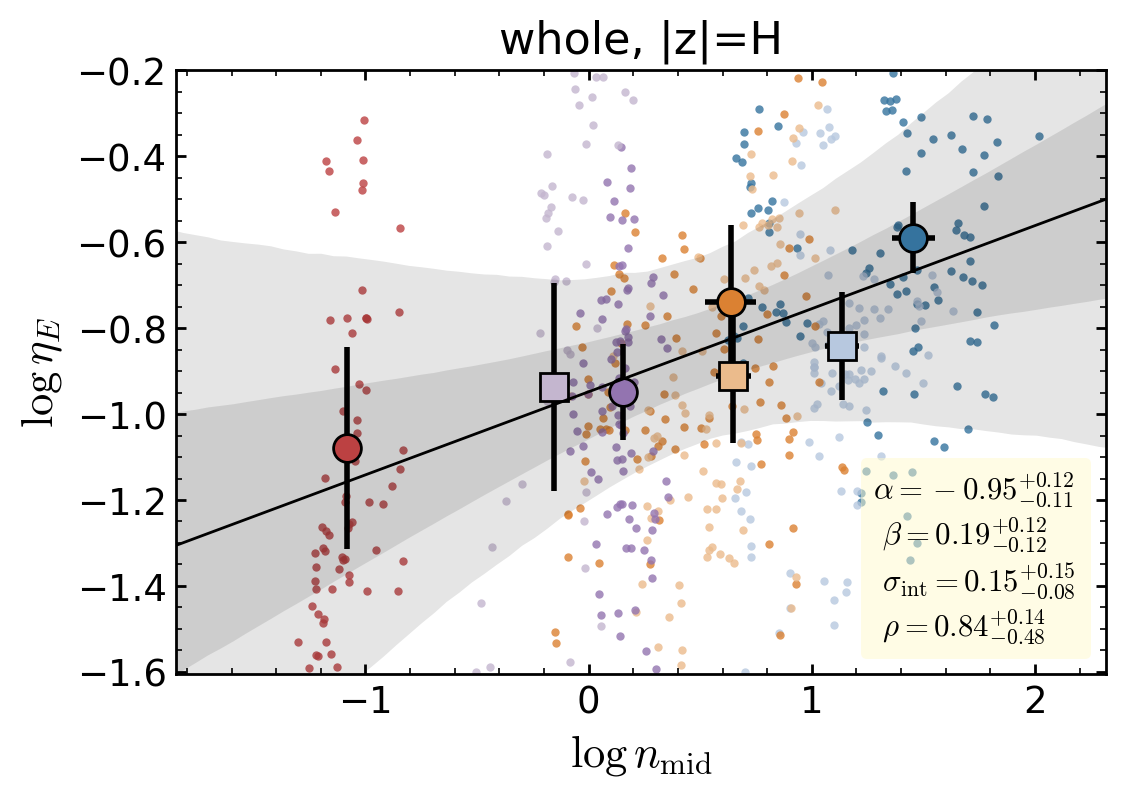 whole, |z|=H
−0.2
−0.4
−0.6
−0.8
−1.0
−1.2
−1.4
−1.6
log η_E
α = −0.95^{+0.12}_{−0.11}
β = 0.19^{+0.12}_{−0.12}
σ_int = 0.15^{+0.15}_{−0.08}
ρ = 0.84^{+0.14}_{−0.48}
−1 0 1 2
log n_mid